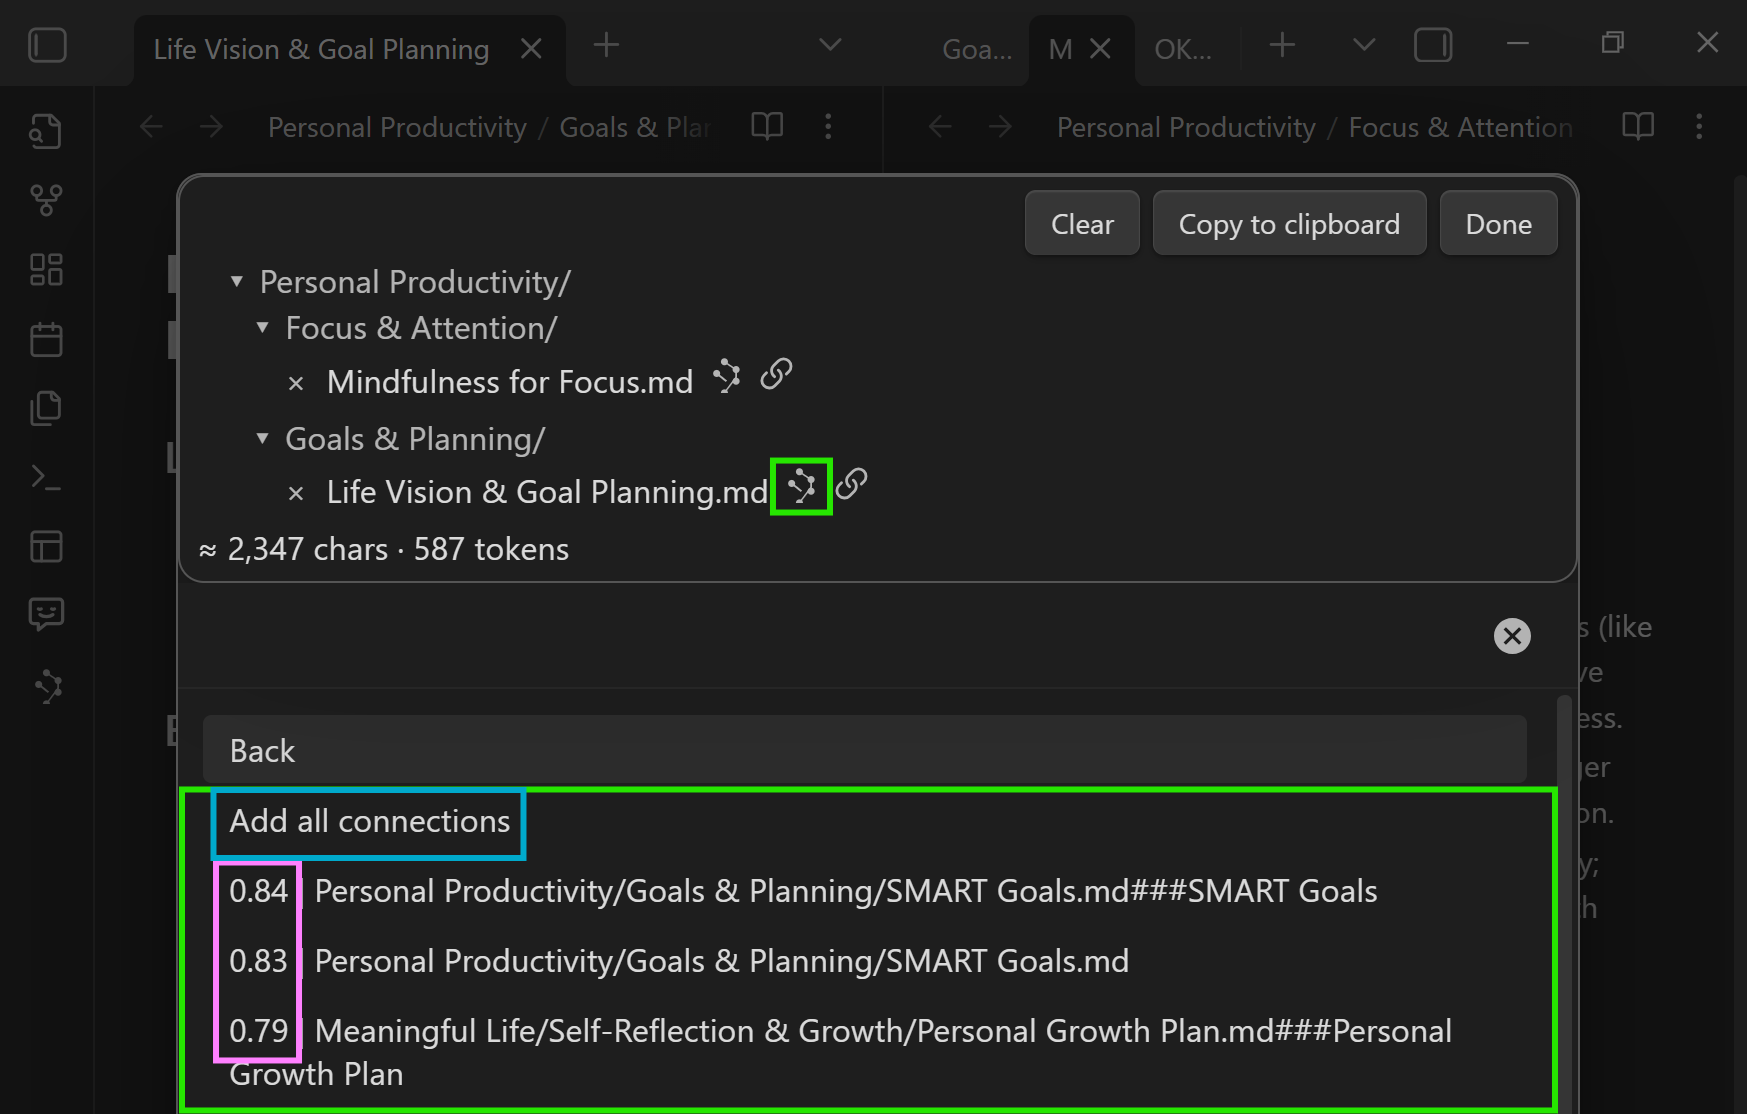 Life Vision & Goal Planning
Goa...
M
OK...
Personal Productivity / Goals & Plan
Personal Productivity / Focus & Attention
Clear
Copy to clipboard
Done
Personal Productivity/
Focus & Attention/
Mindfulness for Focus.md
Goals & Planning/
Life Vision & Goal Planning.md
≈ 2,347 chars · 587 tokens
s (like
ve
ess.
ger
on.
y;
th
Back
Add all connections
0.84 | Personal Productivity/Goals & Planning/SMART Goals.md###SMART Goals
0.83 | Personal Productivity/Goals & Planning/SMART Goals.md
0.79 | Meaningful Life/Self-Reflection & Growth/Personal Growth Plan.md###Personal
Growth Plan